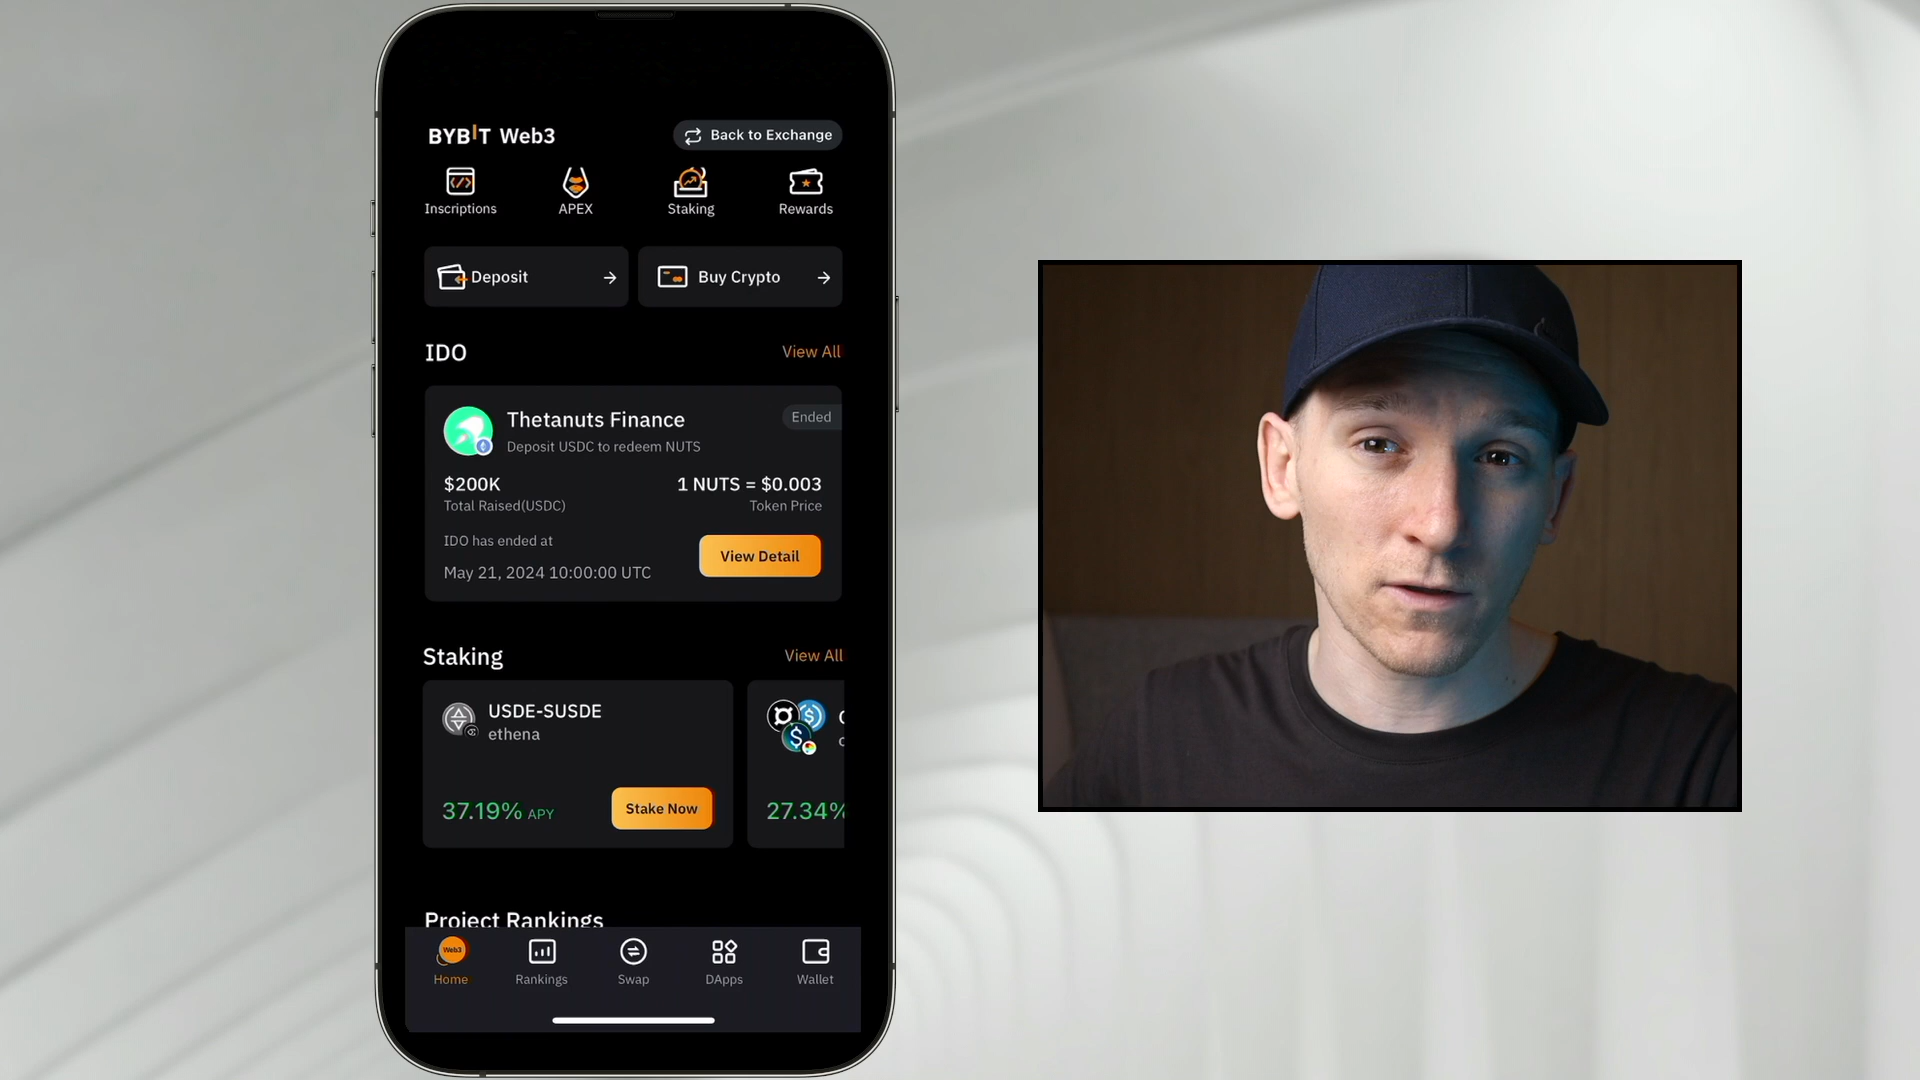 BYBIT Web3
Back to Exchange
Inscriptions
APEX
Staking
Rewards
Deposit
Buy Crypto
IDO
View All
Thetanuts Finance
Ended
Deposit USDC to redeem NUTS
$200K
1 NUTS = $0.003
Total Raised(USDC)
Token Price
IDO has ended at
May 21, 2024 10:00:00 UTC
View Detail
Staking
View All
USDE-SUSDE
ethena
37.19% APY
Stake Now
27.34%
Project Rankings
Web3
Home
Rankings
Swap
DApps
Wallet